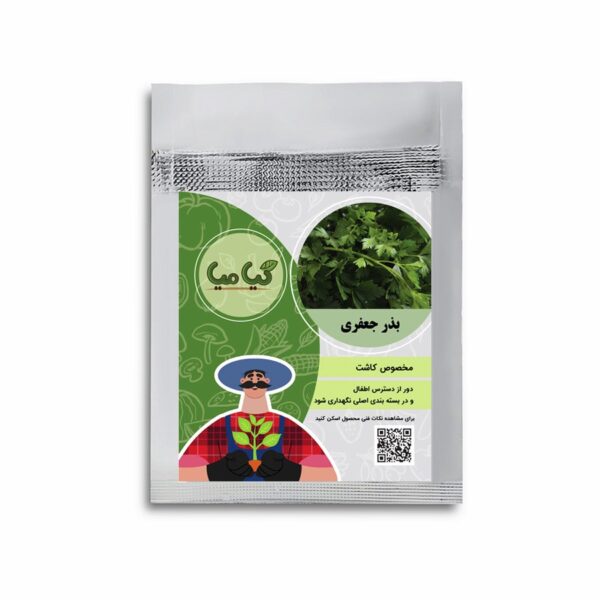 گیا میا
بذر جعفری
مخصوص کاشت
دور از دسترس اطفال
و در بسته بندی اصلی نگهداری شود
برای مشاهده نکات فنی محصول اسکن کنید